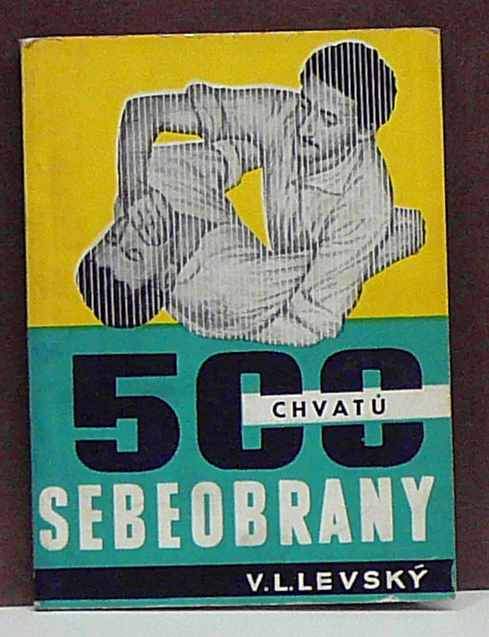 500
CHVATŮ
SEBEOBRANY
V.L.LEVSKÝ